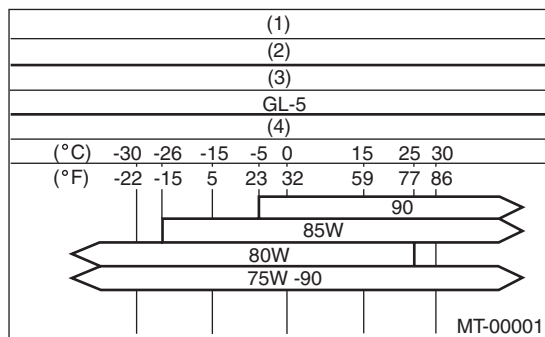 (1)
(2)
(3)
GL-5
(4)
(°C) -30 -26 -15 -5 0 15 25 30
(°F) -22 -15 5 23 32 59 77 86
90
85W
80W
75W -90
MT-00001